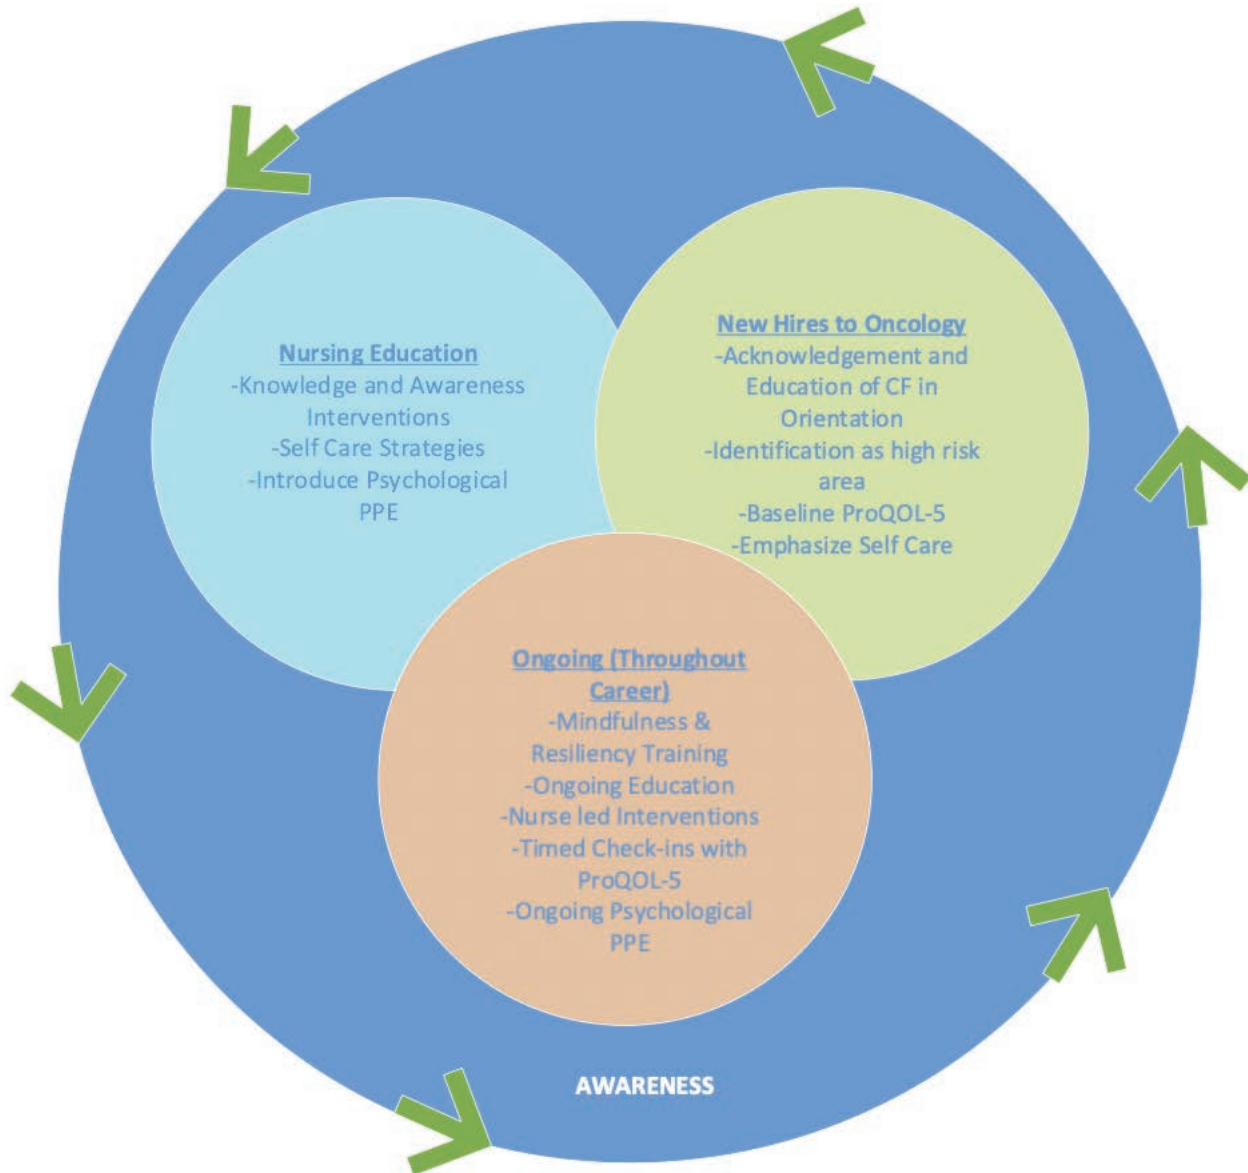 Nursing Education
-Knowledge and Awareness
Interventions
-Self Care Strategies
-Introduce Psychological
PPE
New Hires to Oncology
-Acknowledgement and
Education of CF in
Orientation
-Identification as high risk
area
-Baseline ProQOL-5
-Emphasize Self Care
Ongoing (Throughout
Career)
-Mindfulness &
Resiliency Training
-Ongoing Education
-Nurse led Interventions
-Timed Check-ins with
ProQOL-5
-Ongoing Psychological
PPE
AWARENESS